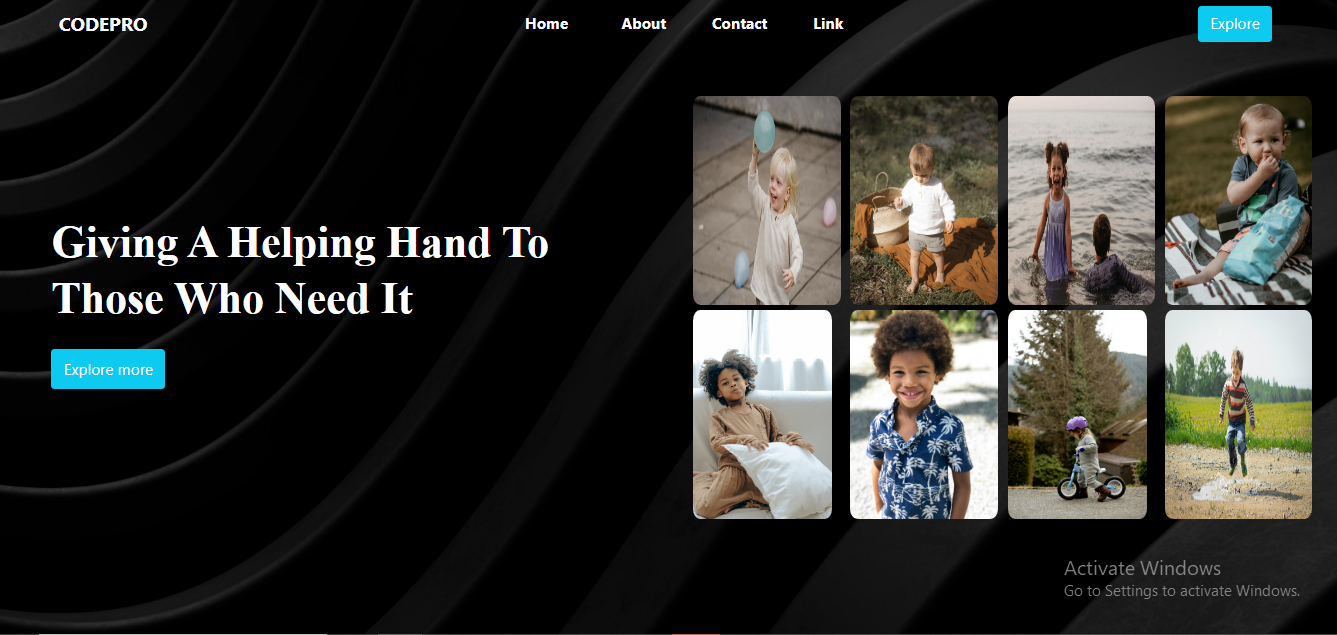 CODEPRO
Home About Contact Link
Explore
Giving A Helping Hand To
Those Who Need It
Explore more
Activate Windows
Go to Settings to activate Windows.